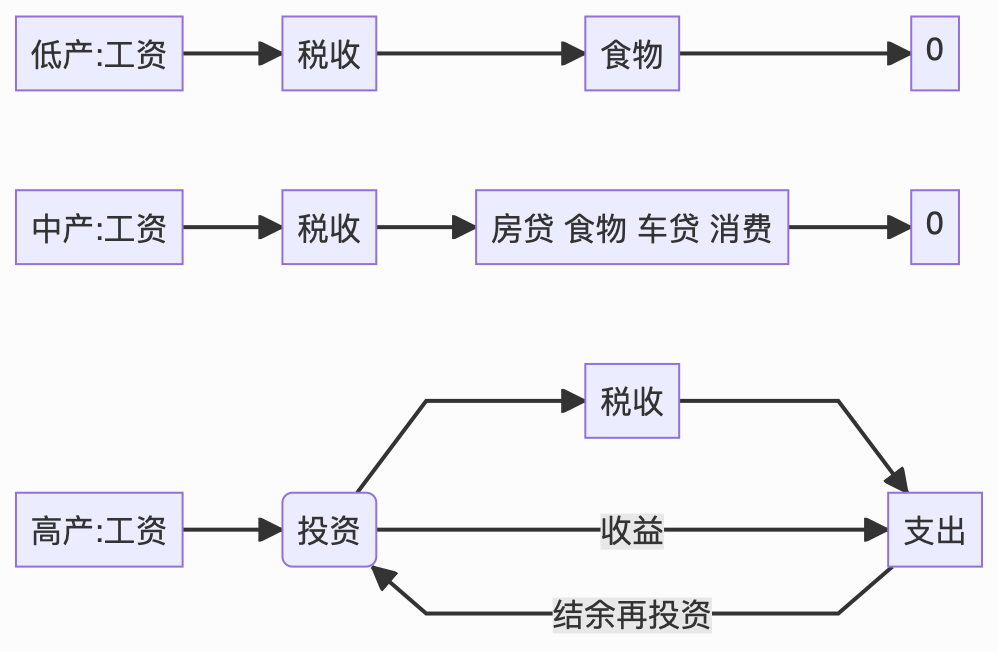 低产:工资
税收
食物
0
中产:工资
税收
房贷 食物 车贷 消费
0
税收
高产:工资
投资
收益
支出
结余再投资